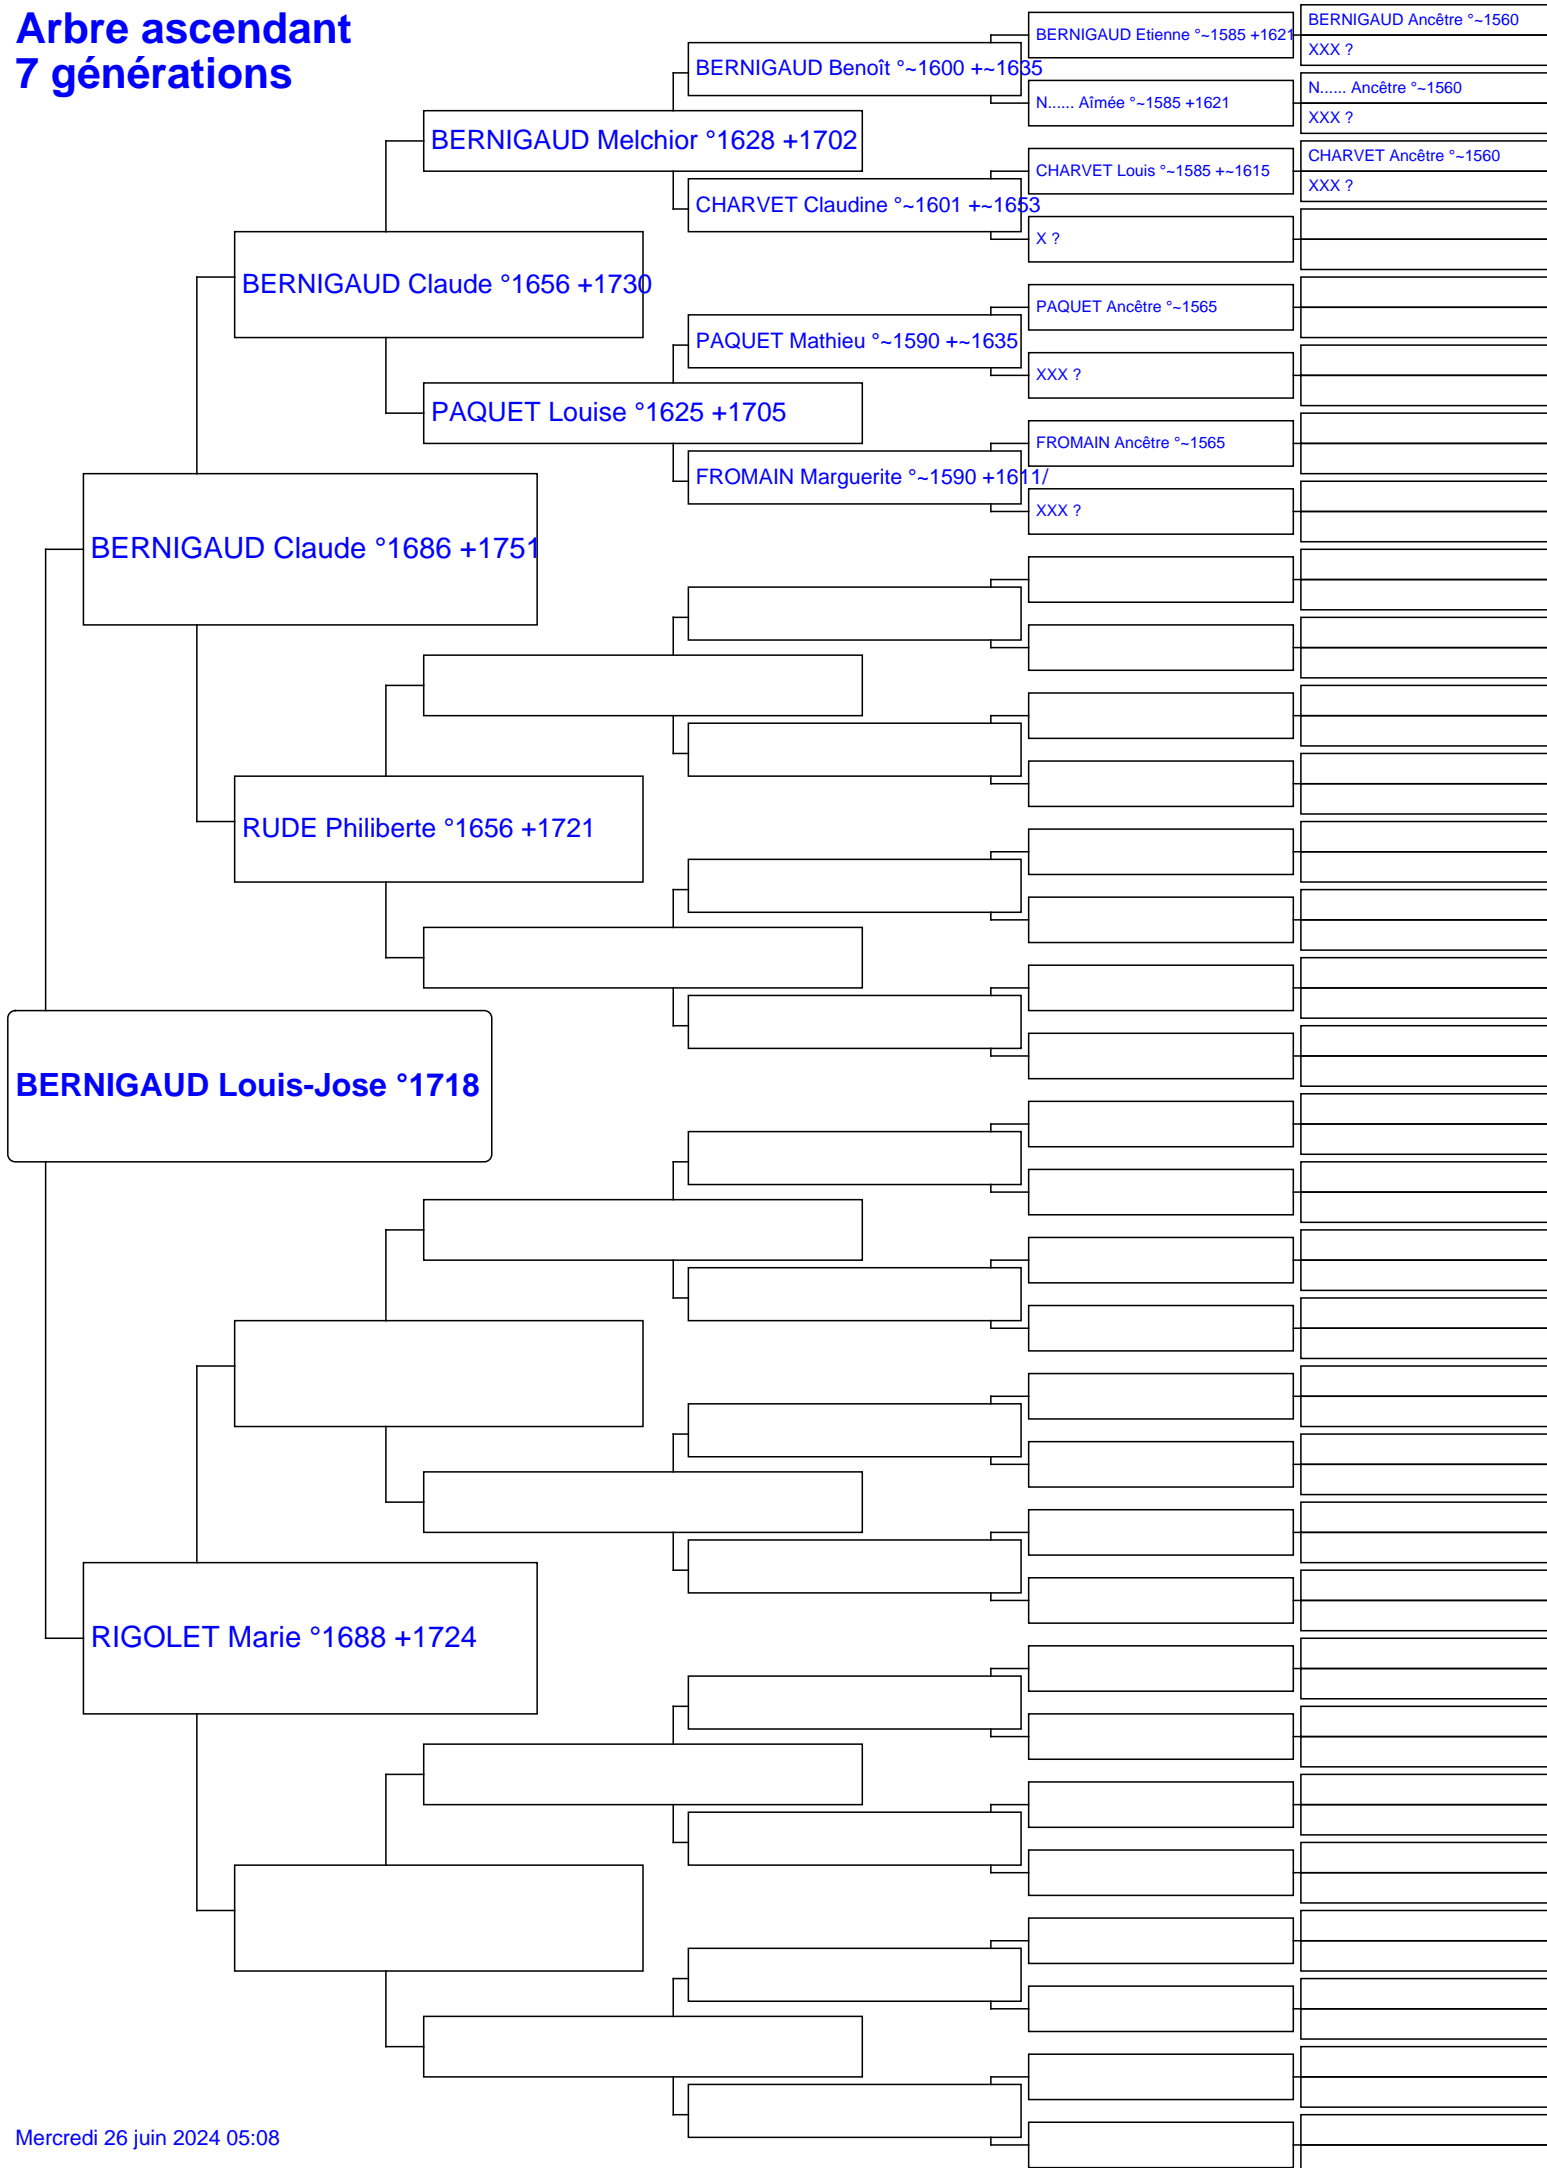 Arbre ascendant
7 générations
BERNIGAUD Etienne °~1585 +1621
BERNIGAUD Ancêtre °~1560
XXX ?
BERNIGAUD Benoît °~1600 +~1635
N...... Aîmée °~1585 +1621
N...... Ancêtre °~1560
XXX ?
BERNIGAUD Melchior °1628 +1702
CHARVET Louis °~1585 +~1615
CHARVET Ancêtre °~1560
XXX ?
CHARVET Claudine °~1601 +~1653
X ?
BERNIGAUD Claude °1656 +1730
PAQUET Ancêtre °~1565
PAQUET Mathieu °~1590 +~1635
XXX ?
PAQUET Louise °1625 +1705
FROMAIN Ancêtre °~1565
FROMAIN Marguerite °~1590 +1611/
XXX ?
BERNIGAUD Claude °1686 +1751
RUDE Philiberte °1656 +1721
BERNIGAUD Louis-Jose °1718
RIGOLET Marie °1688 +1724
Mercredi 26 juin 2024 05:08